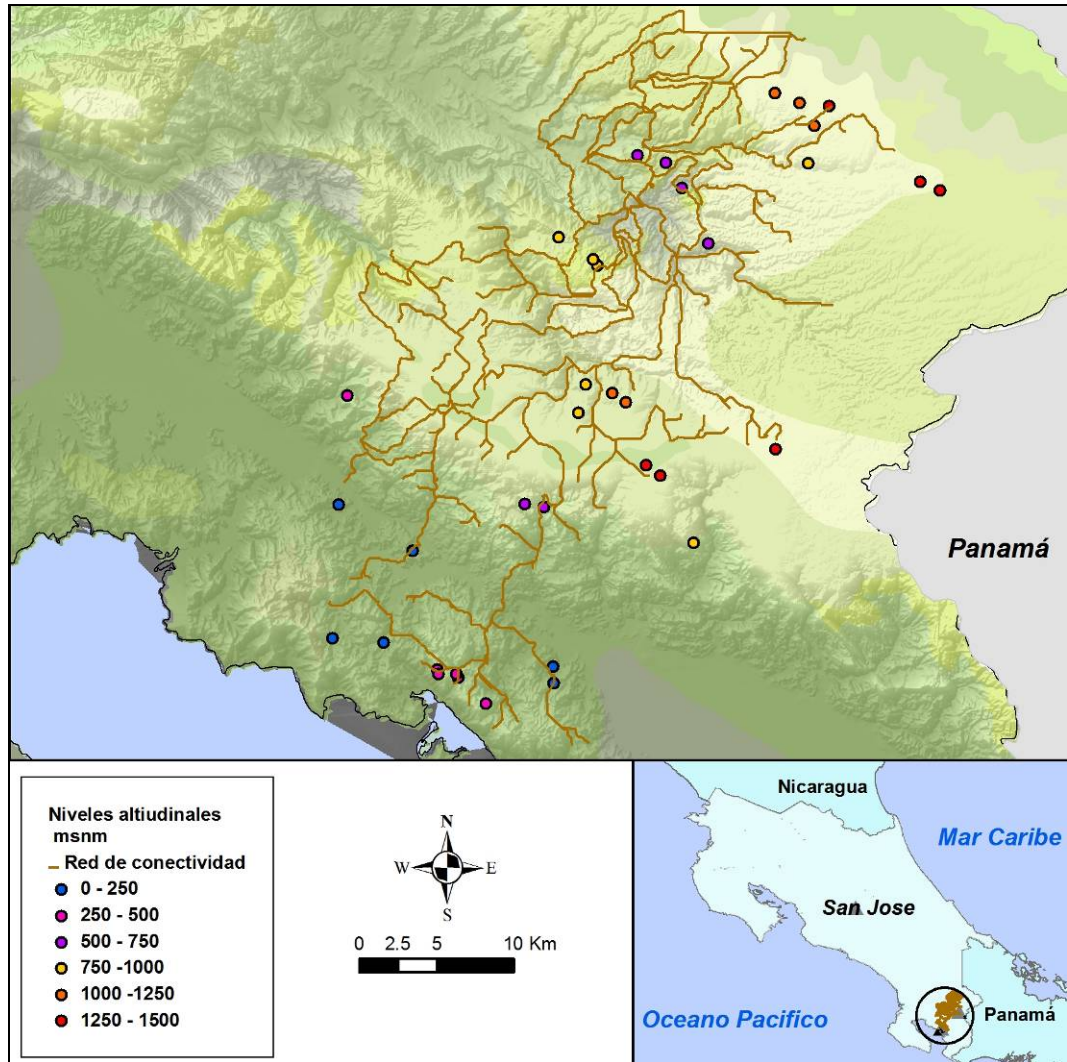 Panamá
Niveles altiudinales
msnm
Red de conectividad
0 - 250
250 - 500
500 - 750
750 -1000
1000 -1250
1250 - 1500
N
W E
S
0 2.5 5 10 Km
Nicaragua
Mar Caribe
San Jose
Oceano Pacifico
Panamá